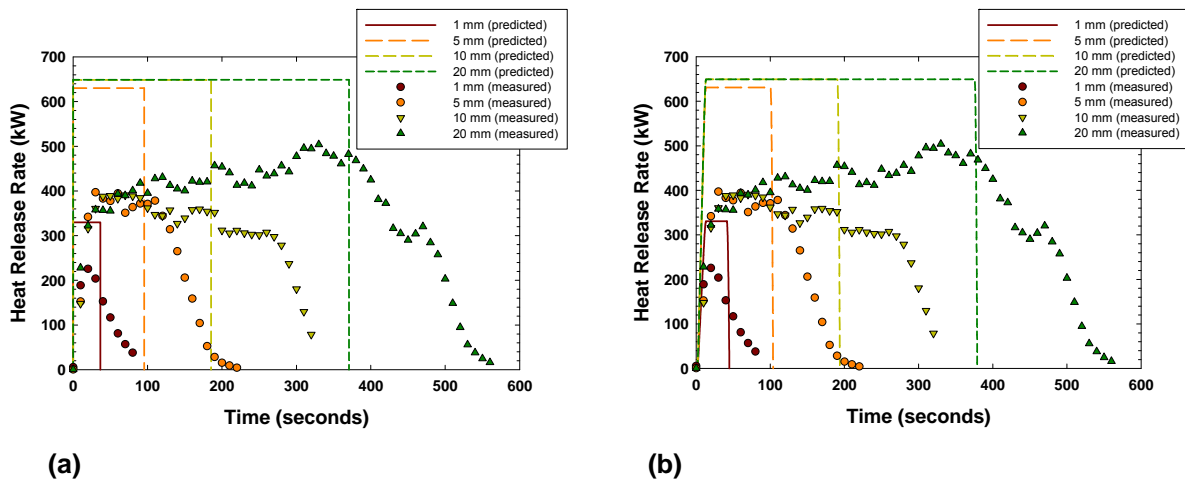 1 mm (predicted)
5 mm (predicted)
10 mm (predicted)
20 mm (predicted)
1 mm (measured)
5 mm (measured)
10 mm (measured)
20 mm (measured)
Heat Release Rate (kW)
700
600
500
400
300
200
100
0
0 100 200 300 400 500 600
Time (seconds)
(a)
1 mm (predicted)
5 mm (predicted)
10 mm (predicted)
20 mm (predicted)
1 mm (measured)
5 mm (measured)
10 mm (measured)
20 mm (measured)
Heat Release Rate (kW)
700
600
500
400
300
200
100
0
0 100 200 300 400 500 600
Time (seconds)
(b)